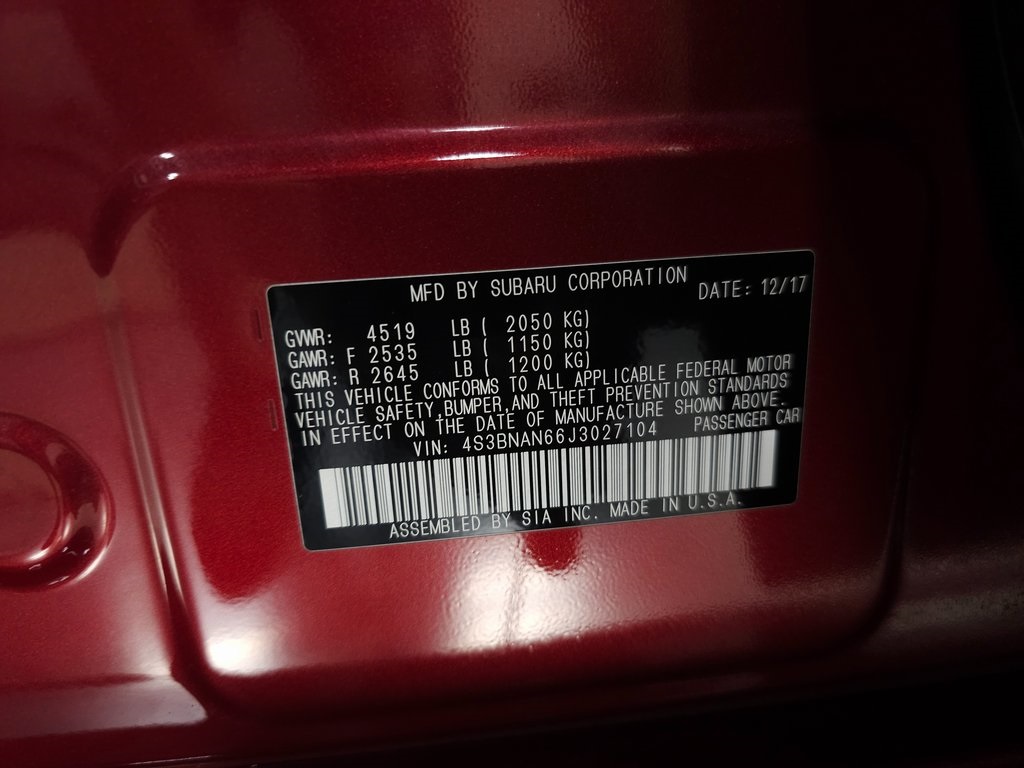 MFD BY SUBARU CORPORATION DATE: 12/17
GVWR: 4519 LB ( 2050 KG)
GAWR: F 2535 LB ( 1150 KG)
GAWR: R 2645 LB ( 1200 KG)
THIS VEHICLE CONFORMS TO ALL APPLICABLE FEDERAL MOTOR
VEHICLE SAFETY,BUMPER,AND THEFT PREVENTION STANDARDS
IN EFFECT ON THE DATE OF MANUFACTURE SHOWN ABOVE.
VIN: 4S3BNAN66J3027104 PASSENGER CAR
ASSEMBLED BY SIA INC. MADE IN U.S.A.